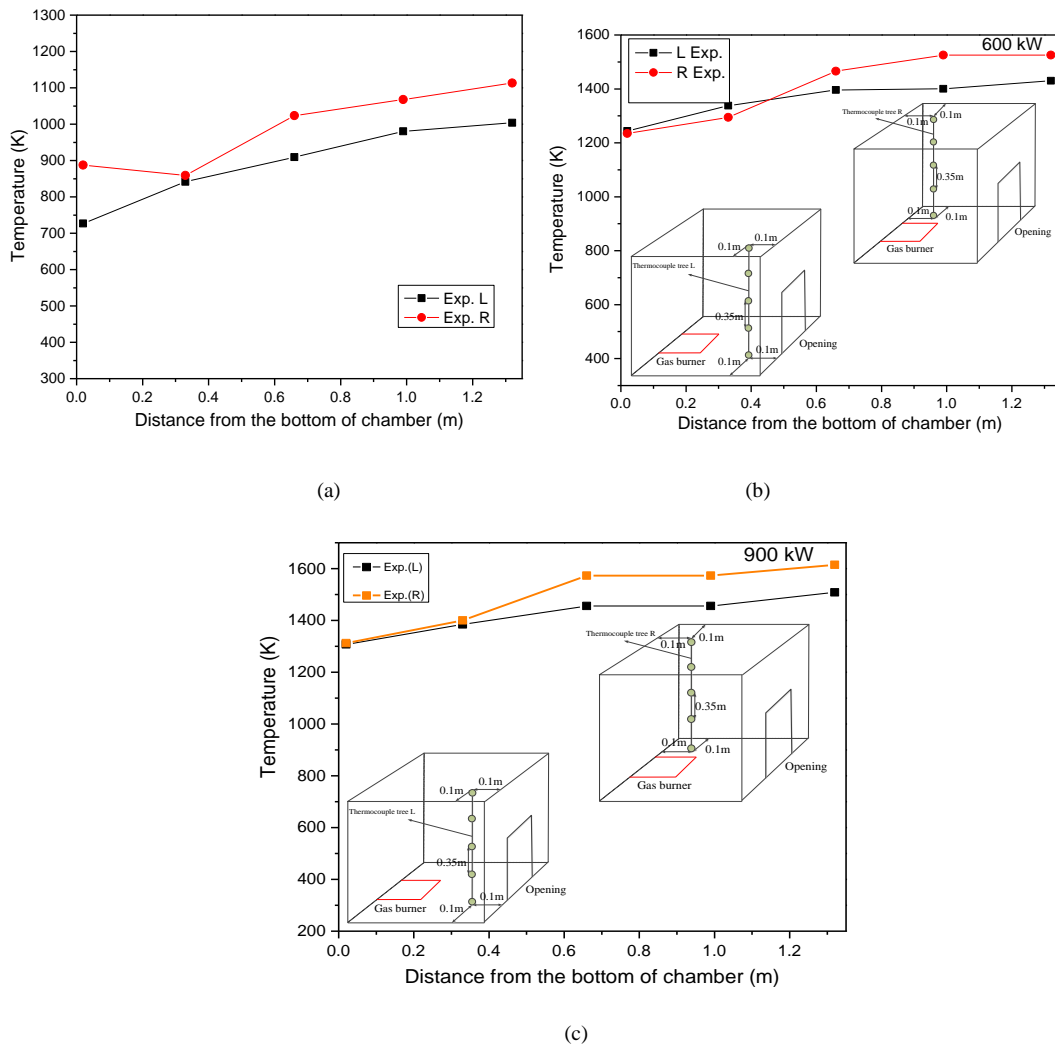 1300
1200
1100
1000
900
800
700
600
500
400
300
Temperature (K)
Exp. L
Exp. R
0.0 0.2 0.4 0.6 0.8 1.0 1.2
Distance from the bottom of chamber (m)
(a)
1600
1400
1200
1000
800
600
400
Temperature (K)
L Exp.
R Exp.
600 kW
0.1m
0.1m
Thermocouple tree R
0.35m
0.1m
0.1m
Gas burner
Opening
0.1m
0.1m
Thermocouple tree L
0.35m
0.1m
0.1m
Gas burner
Opening
0.0 0.2 0.4 0.6 0.8 1.0 1.2
Distance from the bottom of chamber (m)
(b)
1600
1400
1200
1000
800
600
400
200
Temperature (K)
Exp.(L)
Exp.(R)
900 kW
Thermocouple tree R
0.1m
0.1m
0.35m
0.1m
0.1m
Gas burner
Opening
0.1m
0.1m
Thermocouple tree L
0.35m
0.1m
0.1m
Gas burner
Opening
0.0 0.2 0.4 0.6 0.8 1.0 1.2
Distance from the bottom of chamber (m)
(c)